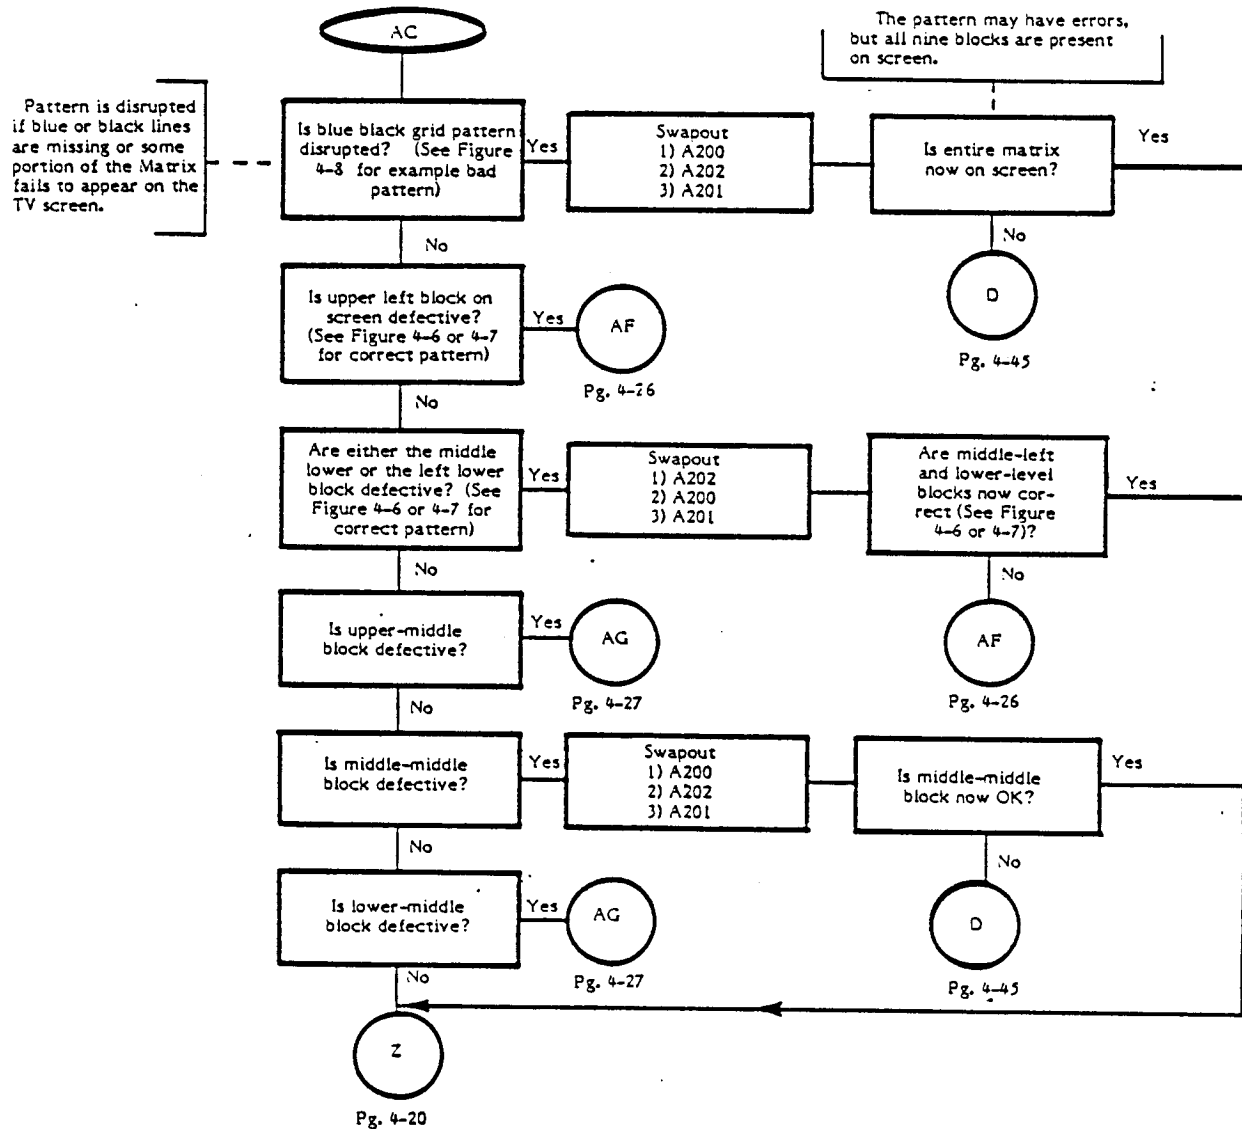 AC
The pattern may have errors,
but all nine blocks are present
on screen.
Pattern is disrupted
if blue or black lines
are missing or some
portion of the Matrix
fails to appear on the
TV screen.
Is blue black grid pattern
disrupted? (See Figure
4-8 for example bad
pattern)
Yes
Swapout
1) A200
2) A202
3) A201
Is entire matrix
now on screen?
Yes
No
No
D
Pg. 4-45
Is upper left block on
screen defective?
(See Figure 4-6 or 4-7
for correct pattern)
Yes
AF
Pg. 4-26
No
Are either the middle
lower or the left lower
block defective? (See
Figure 4-6 or 4-7 for
correct pattern)
Yes
Swapout
1) A202
2) A200
3) A201
Are middle-left
and lower-level
blocks now cor-
rect (See Figure
4-6 or 4-7)?
Yes
No
No
AF
Pg. 4-26
Is upper-middle
block defective?
Yes
AG
Pg. 4-27
No
Is middle-middle
block defective?
Yes
Swapout
1) A200
2) A202
3) A201
Is middle-middle
block now OK?
Yes
No
No
D
Pg. 4-45
Is lower-middle
block defective?
Yes
AG
Pg. 4-27
No
Z
Pg. 4-20